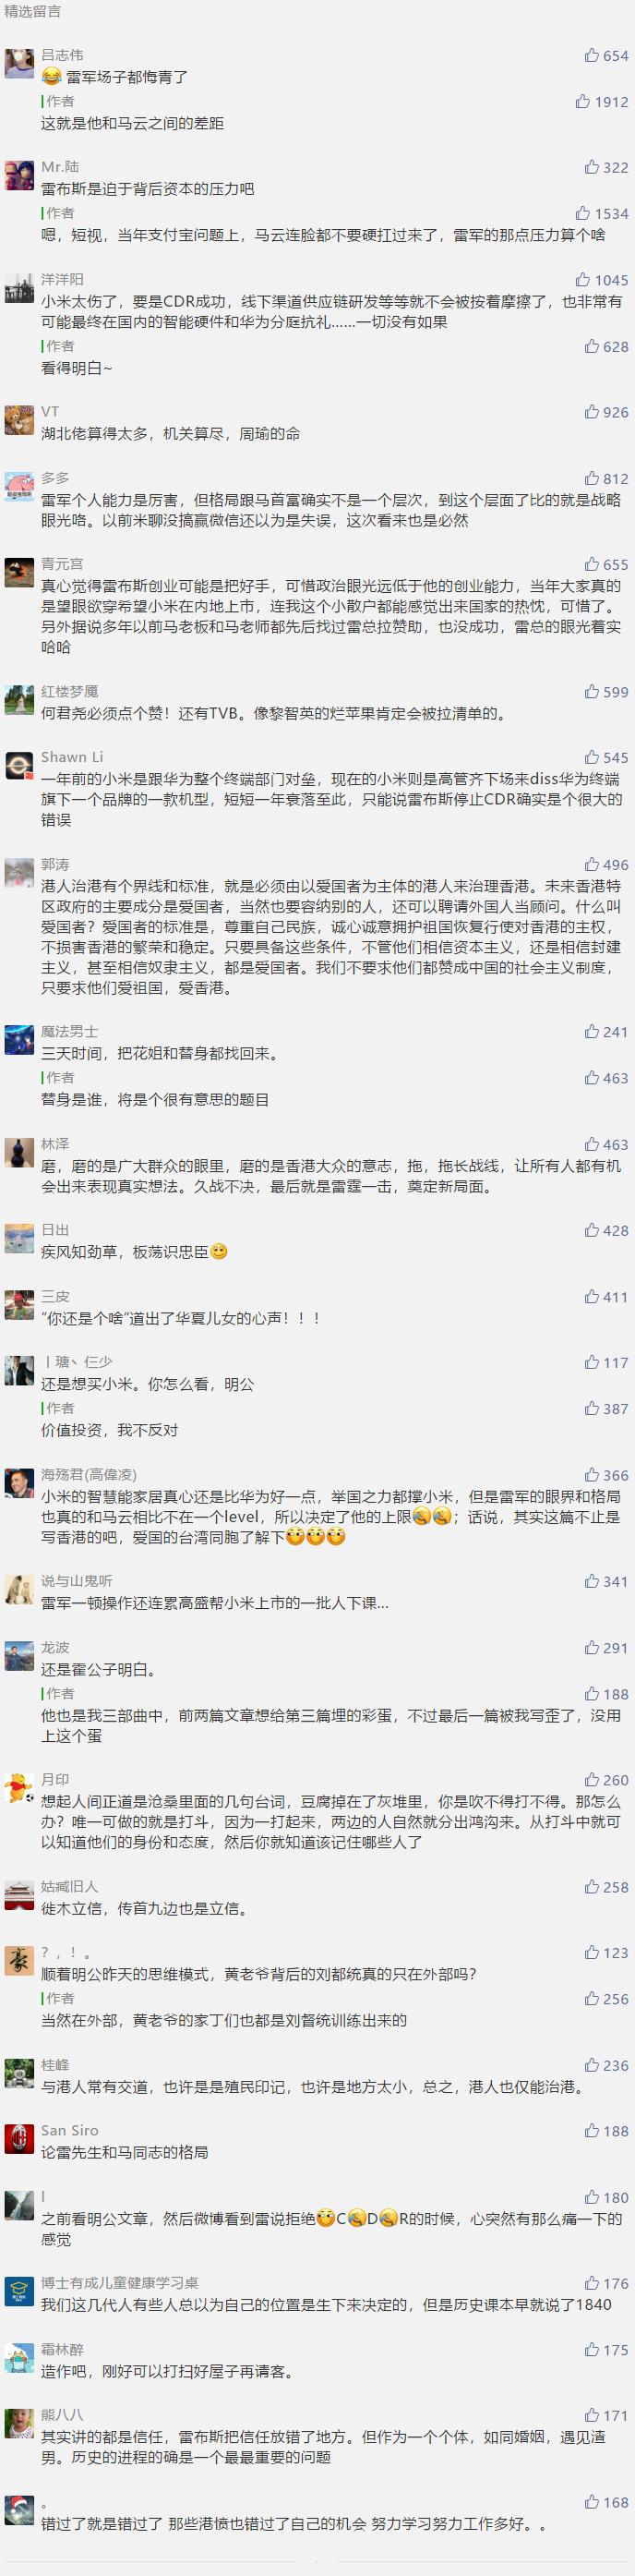 精选留言
吕志伟 654
😂 雷军场子都悔青了
作者 1912
这就是他和马云之间的差距
Mr.陆 322
雷布斯是迫于背后资本的压力吧
作者 1534
嗯，短视，当年支付宝问题上，马云连脸都不要硬扛过来了，雷军的那点压力算个啥
洋洋阳 1045
小米太伤了，要是CDR成功，线下渠道供应链研发等等就不会被按着摩擦了，也非常有
可能最终在国内的智能硬件和华为分庭抗礼......一切没有如果
作者 628
看得明白~
VT 926
湖北佬算得太多，机关算尽，周瑜的命
多多 812
雷军个人能力是厉害，但格局跟马首富确实不是一个层次，到这个层面了比的就是战略
眼光咯。以前米聊没搞赢微信还以为是失误，这次看来也是必然
青元宫 655
真心觉得雷布斯创业可能是把好手，可惜政治眼光远低于他的创业能力，当年大家真的
是望眼欲穿希望小米在内地上市，连我这个小散户都能感觉出来国家的热忱，可惜了。
另外据说多年以前马老板和马老师都先后找过雷总拉赞助，也没成功，雷总的眼光着实
哈哈
红楼梦魇 599
何君尧必须点个赞！还有TVB。像黎智英的烂苹果肯定会被拉清单的。
Shawn Li 545
一年前的小米是跟华为整个终端部门对垒，现在的小米则是高管齐下场来diss华为终端
旗下一个品牌的一款机型，短短一年衰落至此，只能说雷布斯停止CDR确实是个很大的
错误
郭涛 496
港人治港有个界线和标准，就是必须由以爱国者为主体的港人来治理香港。未来香港特
区政府的主要成分是爱国者，当然也要容纳别的人，还可以聘请外国人当顾问。什么叫
爱国者？爱国者的标准是，尊重自己民族，诚心诚意拥护祖国恢复行使对香港的主权，
不损害香港的繁荣和稳定。只要具备这些条件，不管他们相信资本主义，还是相信封建
主义，甚至相信奴隶主义，都是爱国者。我们不要求他们都赞成中国的社会主义制度，
只要求他们爱祖国，爱香港。
魔法男士 241
三天时间，把花姐和替身都找回来。
作者 463
替身是谁，将是个很有意思的题目
林泽 463
磨，磨的是广大群众的眼里，磨的是香港大众的意志，拖，拖长战线，让所有人都有机
会出来表现真实想法。久战不决，最后就是雷霆一击，奠定新局面。
日出 428
疾风知劲草，板荡识忠臣😊
三皮 411
“你还是个啥”道出了华夏儿女的心声！！！
丨瑭丶仨少 117
还是想买小米。你怎么看，明公
作者 387
价值投资，我不反对
海殇君(高偉凌) 366
小米的智慧能家居真心还是比华为好一点，举国之力都撑小米，但是雷军的眼界和格局
也真的和马云相比不在一个level，所以决定了他的上限🤦🤦；话说，其实这篇不止是
写香港的吧，爱国的台湾同胞了解下🤭🤭🤭
说与山鬼听 341
雷军一顿操作还连累高盛帮小米上市的一批人下课...
龙波 291
还是霍公子明白。
作者 188
他也是我三部曲中，前两篇文章想给第三篇埋的彩蛋，不过最后一篇被我写歪了，没用
上这个蛋
月印 260
想起人间正道是沧桑里面的几句台词，豆腐掉在了灰堆里，你是吹不得打不得。那怎么
办？唯一可做的就是打斗，因为一打起来，两边的人自然就分出鸿沟来。从打斗中就可
以知道他们的身份和态度，然后你就知道该记住哪些人了
姑臧旧人 258
徙木立信，传首九边也是立信。
？，！。 123
顺着明公昨天的思维模式，黄老爷背后的刘都统真的只在外部吗？
作者 256
当然在外部，黄老爷的家丁们也都是刘督统训练出来的
桂峰 236
与港人常有交道，也许是是殖民印记，也许是地方太小，总之，港人也仅能治港。
San Siro 188
论雷先生和马同志的格局
l 180
之前看明公文章，然后微博看到雷说拒绝🤭C🤦D🤦R的时候，心突然有那么痛一下的
感觉
博士有成儿童健康学习桌 176
我们这几代人有些人总以为自己的位置是生下来决定的，但是历史课本早就说了1840
霜林醉 175
造作吧，刚好可以打扫好屋子再请客。
熊八八 171
其实讲的都是信任，雷布斯把信任放错了地方。但作为一个个体，如同婚姻，遇见渣
男。历史的进程的确是一个最最重要的问题
。 168
错过了就是错过了 那些港愤也错过了自己的机会 努力学习努力工作多好。。